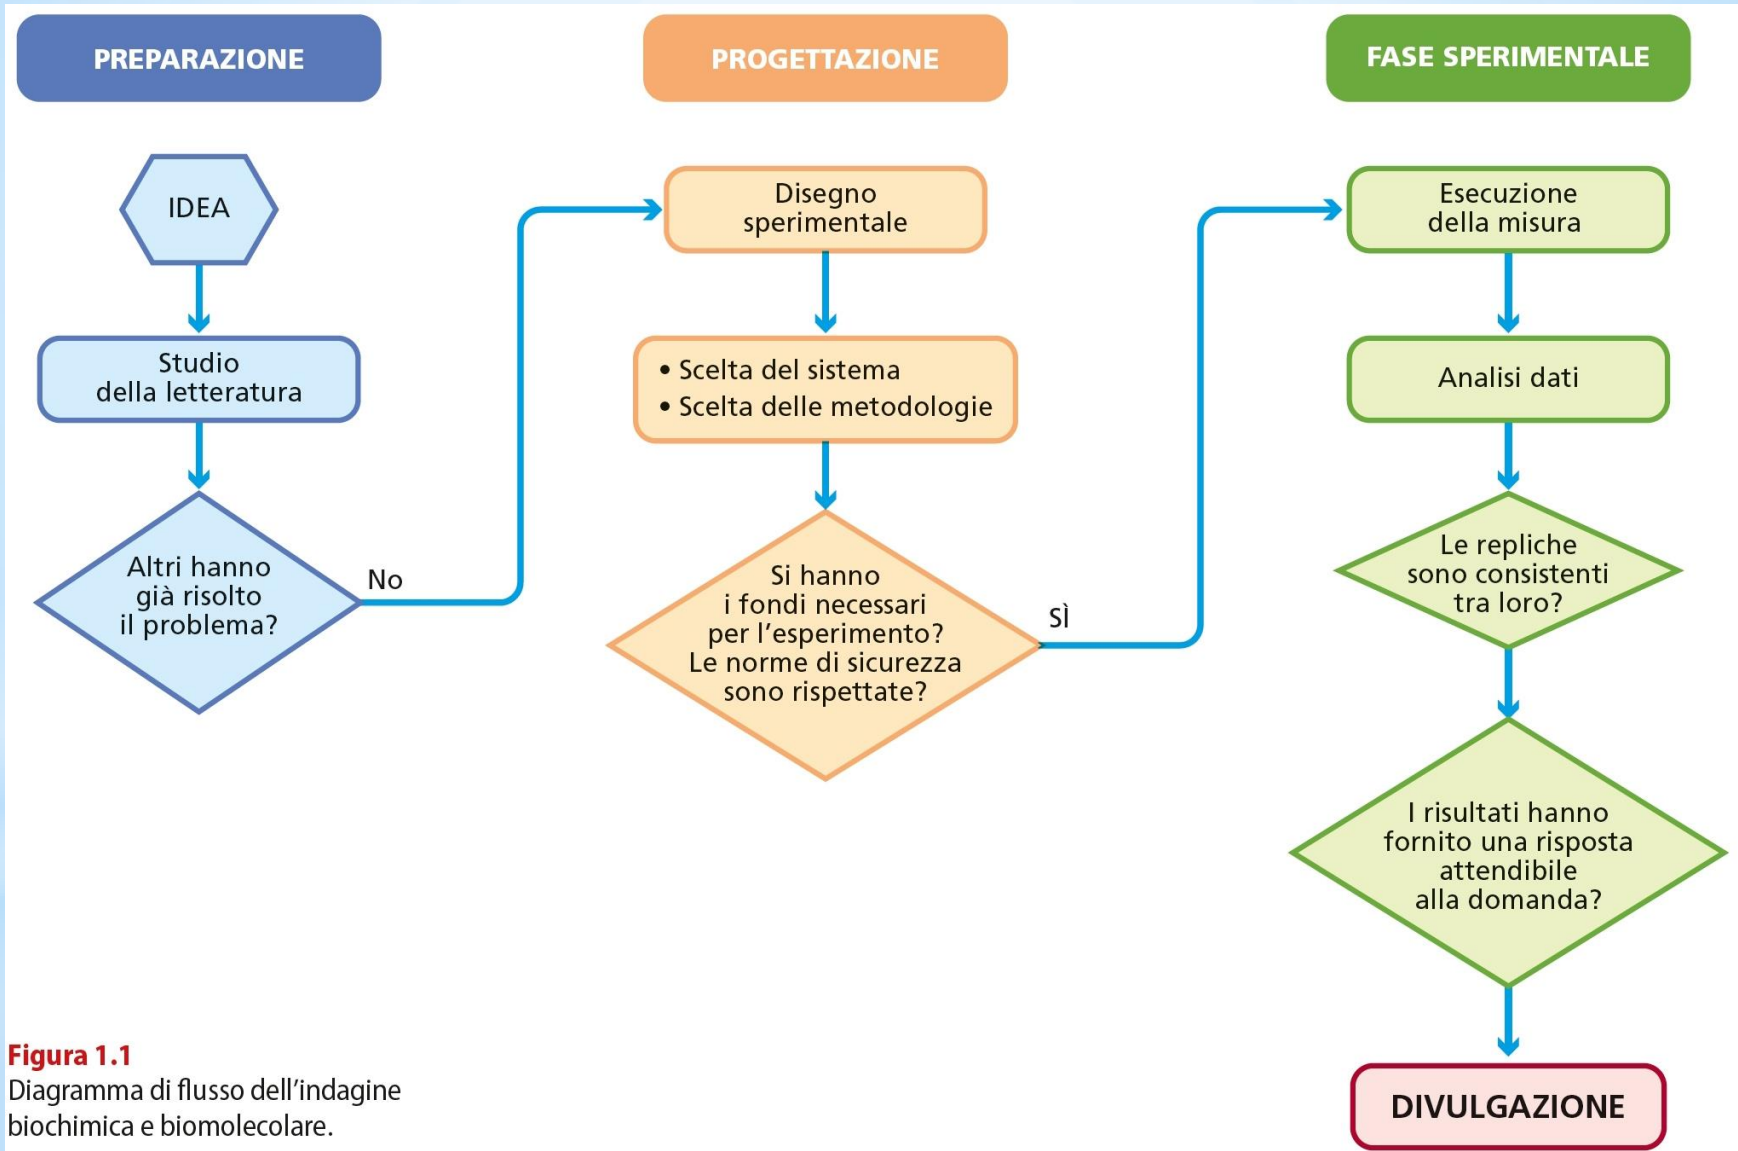 PREPARAZIONE
IDEA
Studio
della letteratura
Altri hanno
già risolto
il problema?
No
PROGETTAZIONE
Disegno
sperimentale
• Scelta del sistema
• Scelta delle metodologie
Si hanno
i fondi necessari
per l'esperimento?
Le norme di sicurezza
sono rispettate?
SÌ
FASE SPERIMENTALE
Esecuzione
della misura
Analisi dati
Le repliche
sono consistenti
tra loro?
I risultati hanno
fornito una risposta
attendibile
alla domanda?
DIVULGAZIONE
Figura 1.1
Diagramma di flusso dell'indagine
biochimica e biomolecolare.